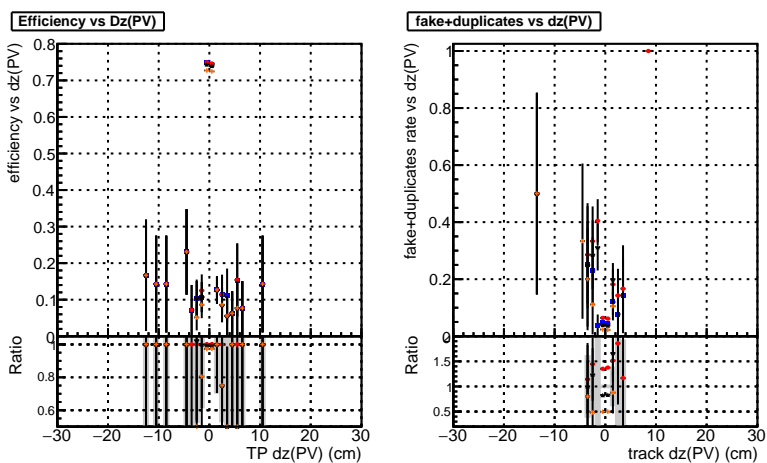 Efficiency vs Dz(PV)
efficiency vs dz(PV)
0.8
0.7
0.6
0.5
0.4
0.3
0.2
0.1
0
Ratio
1
0.8
0.6
−30 −20 −10 0 10 20 30
TP dz(PV) (cm)
fake+duplicates vs dz(PV)
fake+duplicates rate vs dz(PV)
1
0.8
0.6
0.4
0.2
0
Ratio
1.5
1
0.5
−30 −20 −10 0 10 20 30
track dz(PV) (cm)